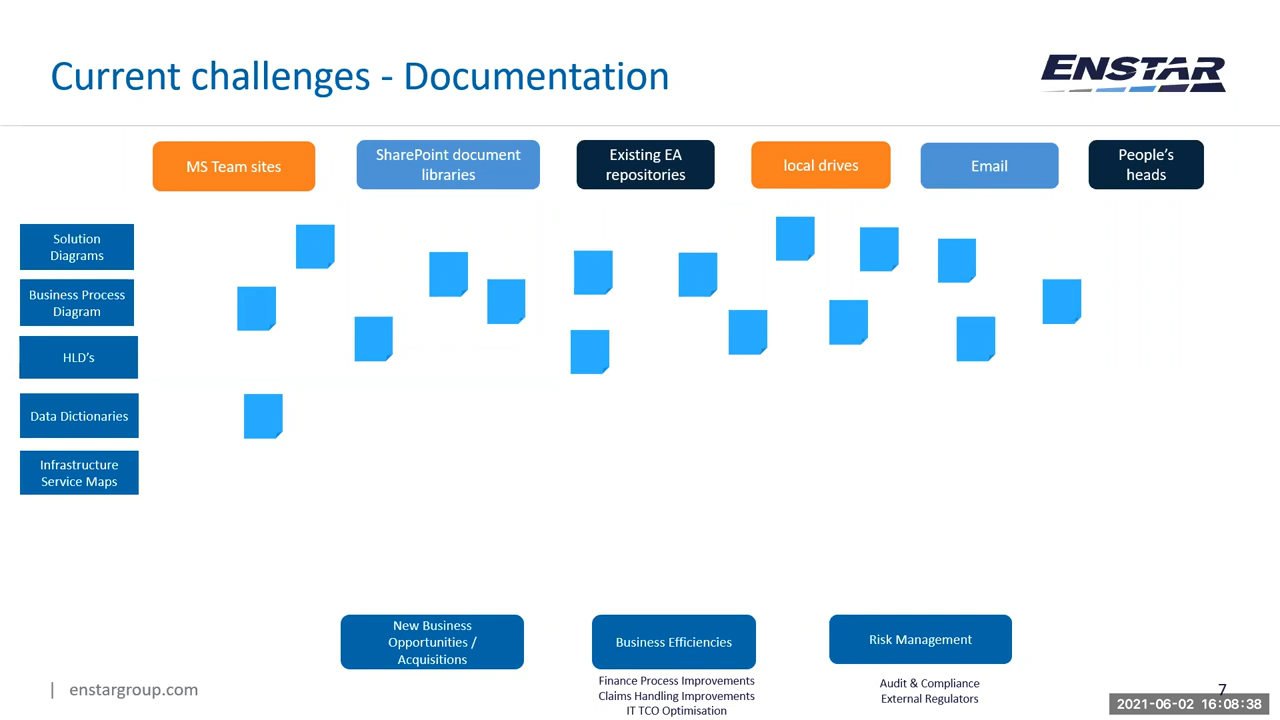 Current challenges - Documentation
ENSTAR
MS Team sites
SharePoint document
libraries
Existing EA
repositories
local drives
Email
People's
heads
Solution
Diagrams
Business Process
Diagram
HLD's
Data Dictionaries
Infrastructure
Service Maps
New Business
Opportunities /
Acquisitions
Business Efficiencies
Risk Management
Finance Process Improvements
Claims Handling Improvements
IT TCO Optimisation
Audit & Compliance
External Regulators
| enstargroup.com
7
2021-06-02 16:08:38